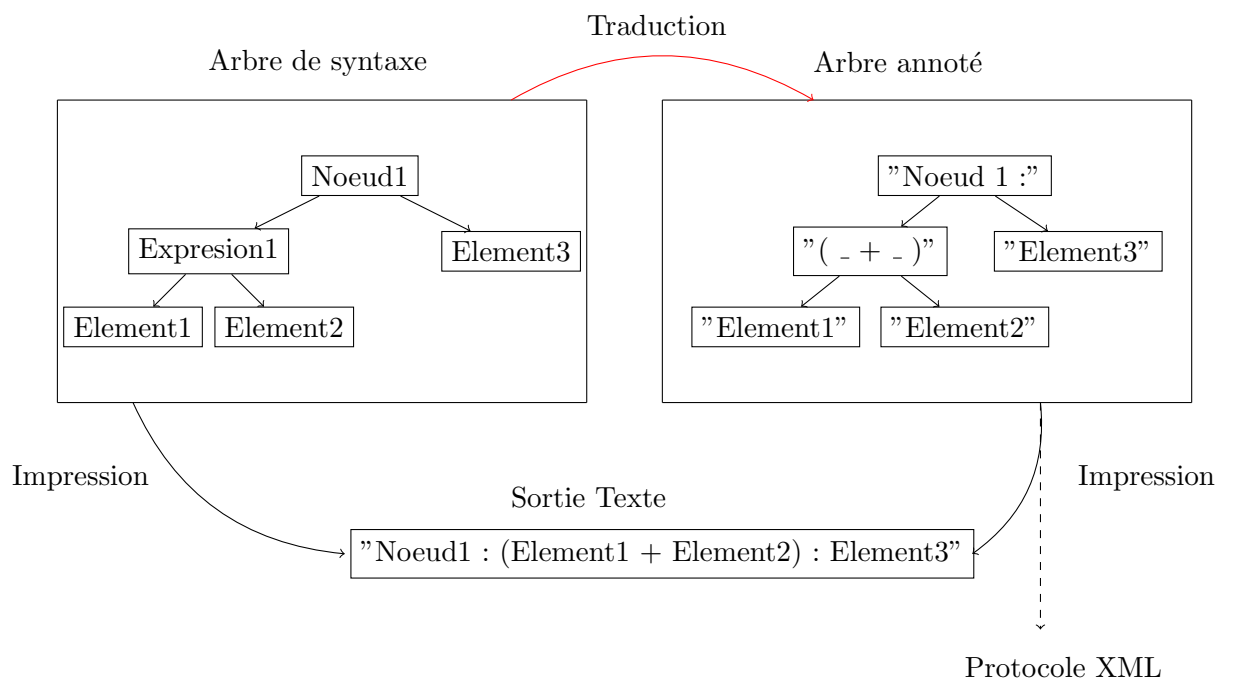 Traduction
Arbre de syntaxe
Arbre annoté
Noeud1
"Noeud 1 :"
Expresion1
Element3
"( _ + _ )"
"Element3"
Element1
Element2
"Element1"
"Element2"
Impression
Impression
Sortie Texte
"Noeud1 : (Element1 + Element2) : Element3"
Protocole XML